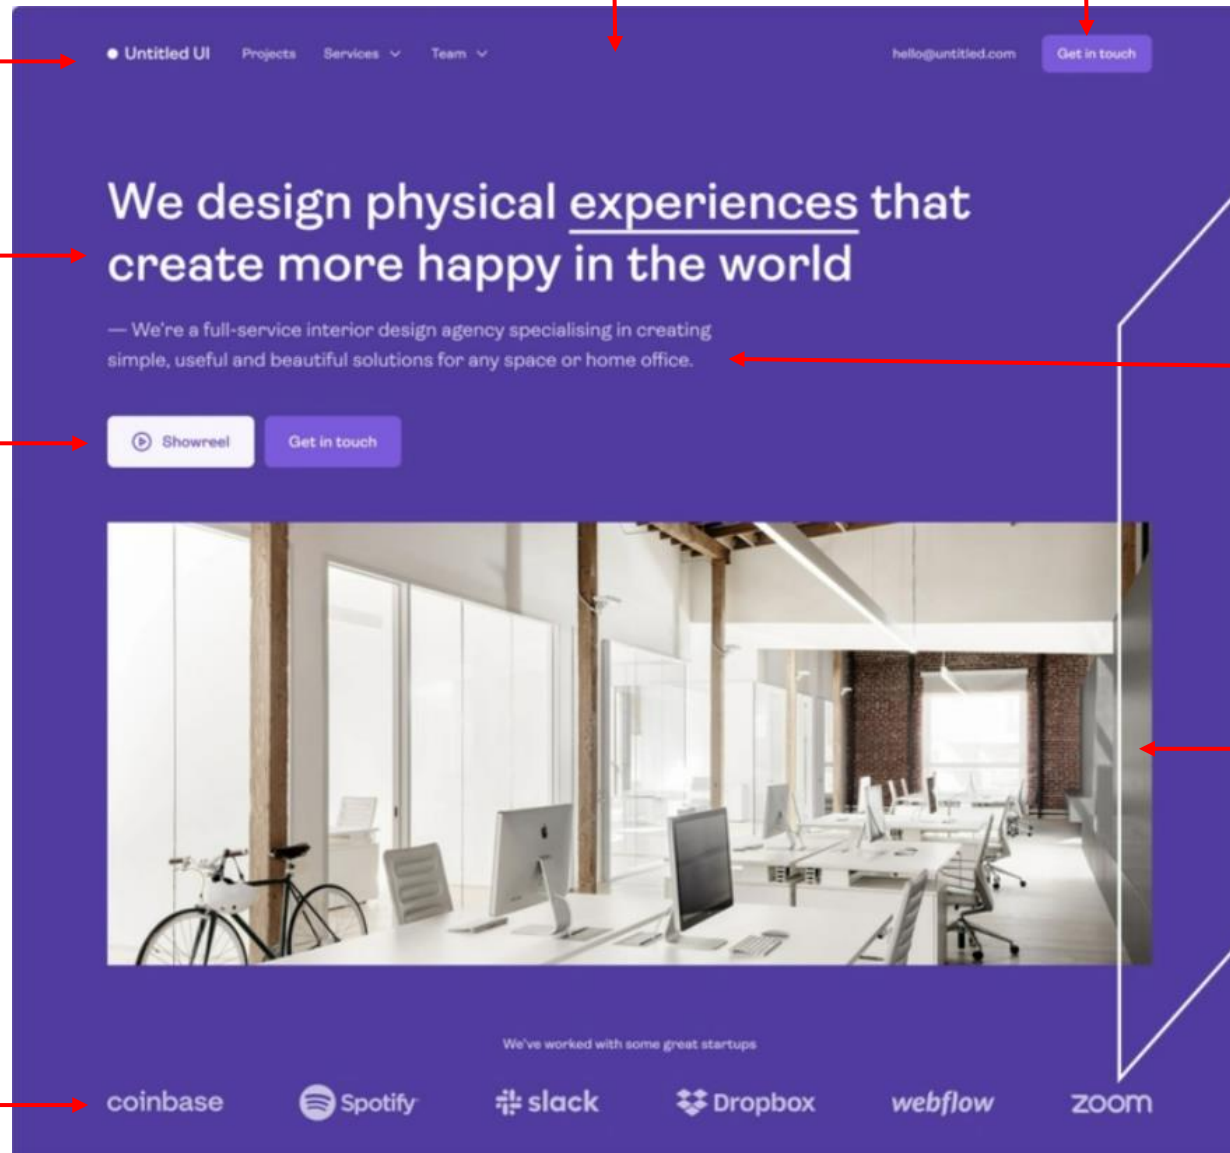 Untitled UI Projects Services Team hello@untitled.com Get in touch
We design physical experiences that
create more happy in the world
— We're a full-service interior design agency specialising in creating
simple, useful and beautiful solutions for any space or home office.
Showreel Get in touch
We've worked with some great startups
coinbase Spotify slack Dropbox webflow zoom